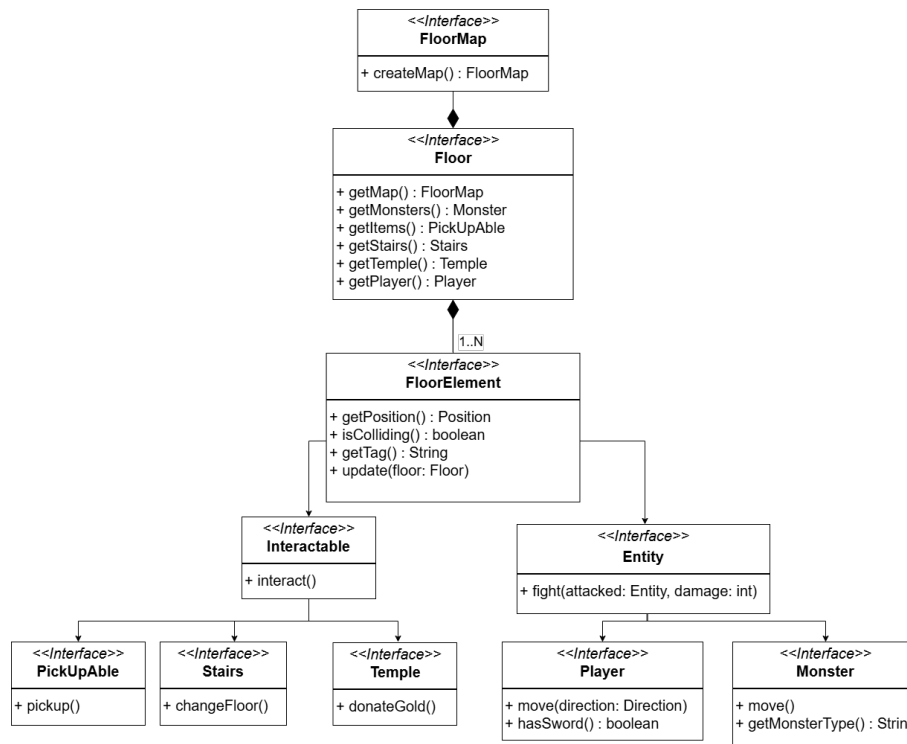 <<Interface>>
FloorMap
+ createMap() : FloorMap
<<Interface>>
Floor
+ getMap() : FloorMap
+ getMonsters() : Monster
+ getItems() : PickUpAble
+ getStairs() : Stairs
+ getTemple() : Temple
+ getPlayer() : Player
1..N
<<Interface>>
FloorElement
+ getPosition() : Position
+ isColliding() : boolean
+ getTag() : String
+ update(floor: Floor)
<<Interface>>
Interactable
+ interact()
<<Interface>>
Entity
+ fight(attacked: Entity, damage: int)
<<Interface>>
PickUpAble
+ pickup()
<<Interface>>
Stairs
+ changeFloor()
<<Interface>>
Temple
+ donateGold()
<<Interface>>
Player
+ move(direction: Direction)
+ hasSword() : boolean
<<Interface>>
Monster
+ move()
+ getMonsterType() : Strin